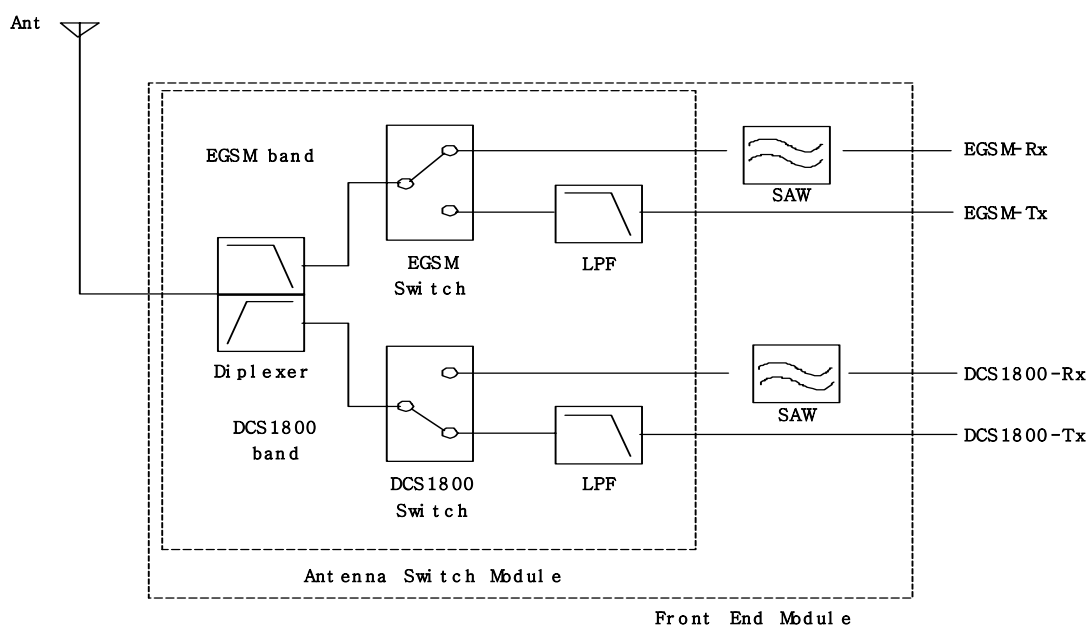 Ant
EGSM band
EGSM-Rx
SAW
EGSM-Tx
EGSM
Switch
LPF
Diplexer
DCS1800-Rx
SAW
DCS1800
band
DCS1800-Tx
DCS1800
Switch
LPF
Antenna Switch Module
Front End Module